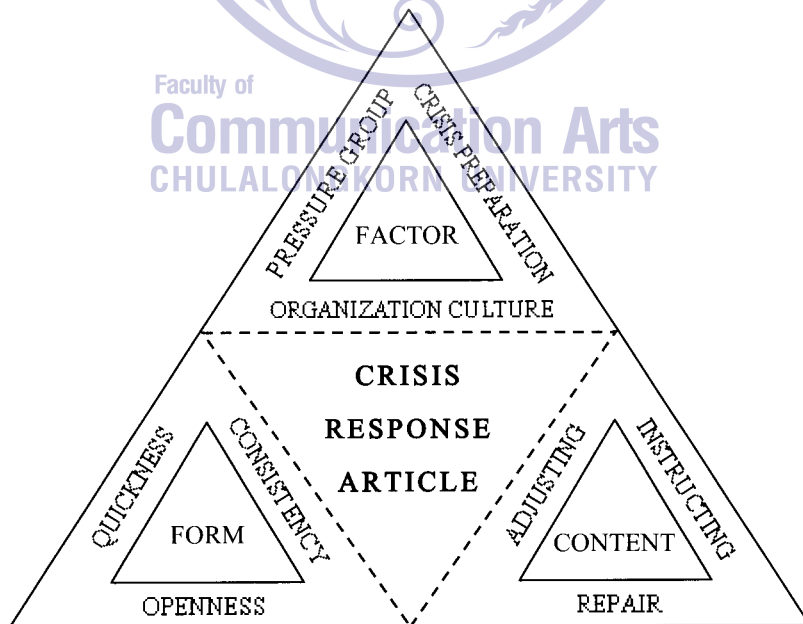 Faculty of
Communication Arts
CHULALONGKORN UNIVERSITY
PRESSURE GROUP
CRISIS PREPARATION
FACTOR
ORGANIZATION CULTURE
CRISIS
RESPONSE
ARTICLE
QUICKNESS
CONSISTENCY
FORM
OPENNESS
ADJUSTING
INSTRUCTING
CONTENT
REPAIR